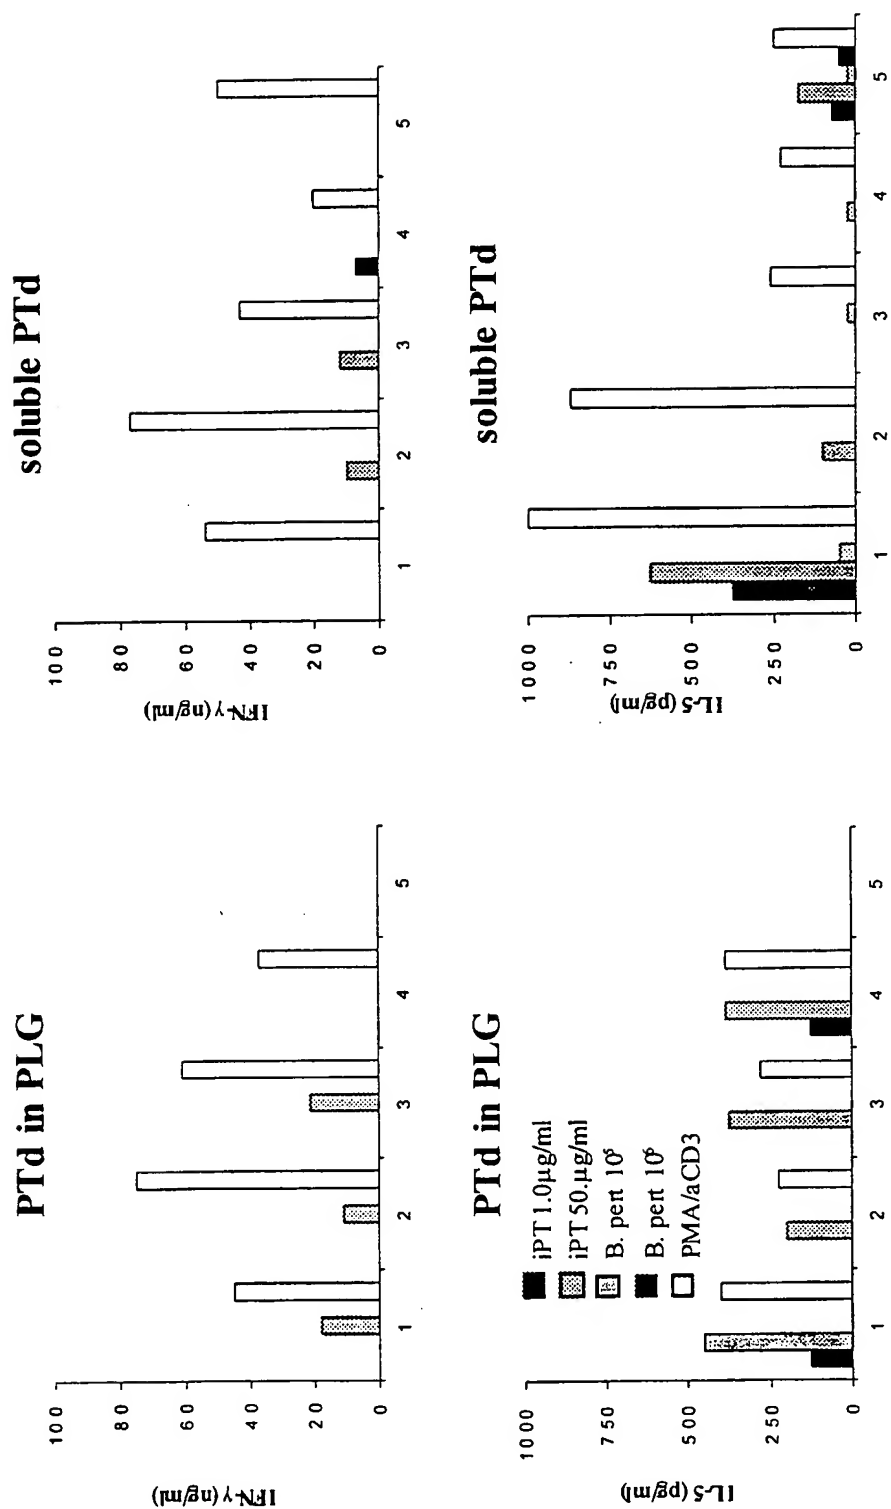 PTd in PLG
IFN-γ (ng/ml)
100
80
60
40
20
0
1 2 3 4 5
soluble PTd
IFN-γ (ng/ml)
100
80
60
40
20
0
1 2 3 4 5
PTd in PLG
IL-5 (pg/ml)
1000
750
500
250
0
iPT 1.0µg/ml
iPT 50.µg/ml
B. pert 10⁵
B. pert 10⁶
PMA/aCD3
1 2 3 4 5
soluble PTd
IL-5 (pg/ml)
1000
750
500
250
0
1 2 3 4 5